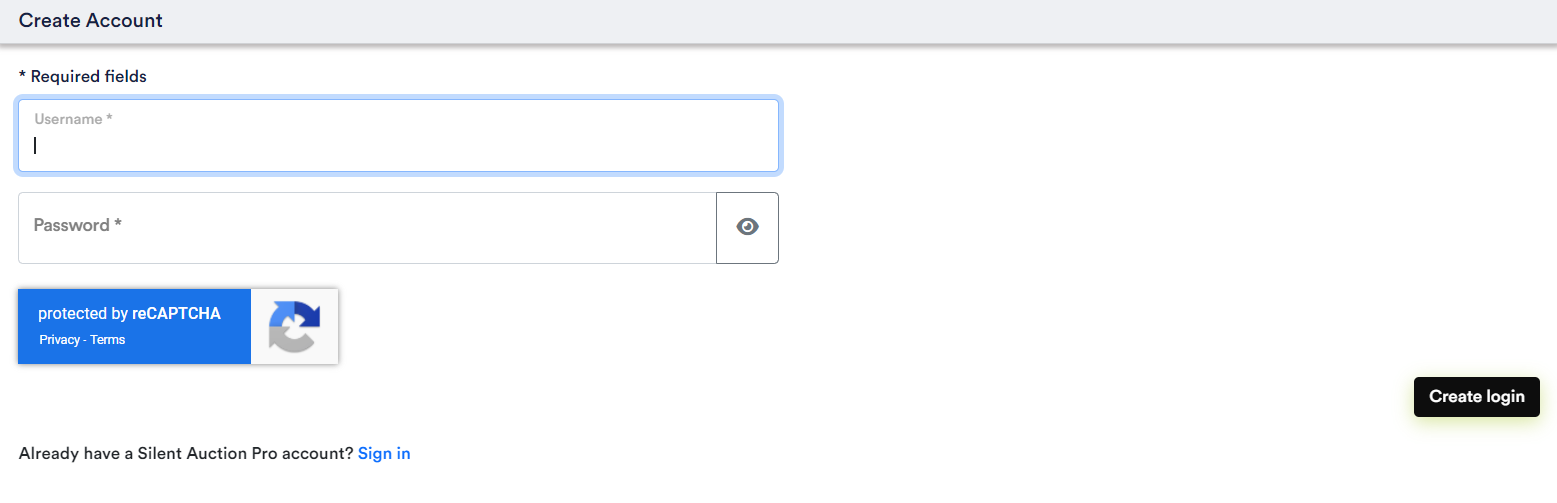 Create Account
* Required fields
Username *
Password *
protected by reCAPTCHA
Privacy - Terms
Create login
Already have a Silent Auction Pro account? Sign in